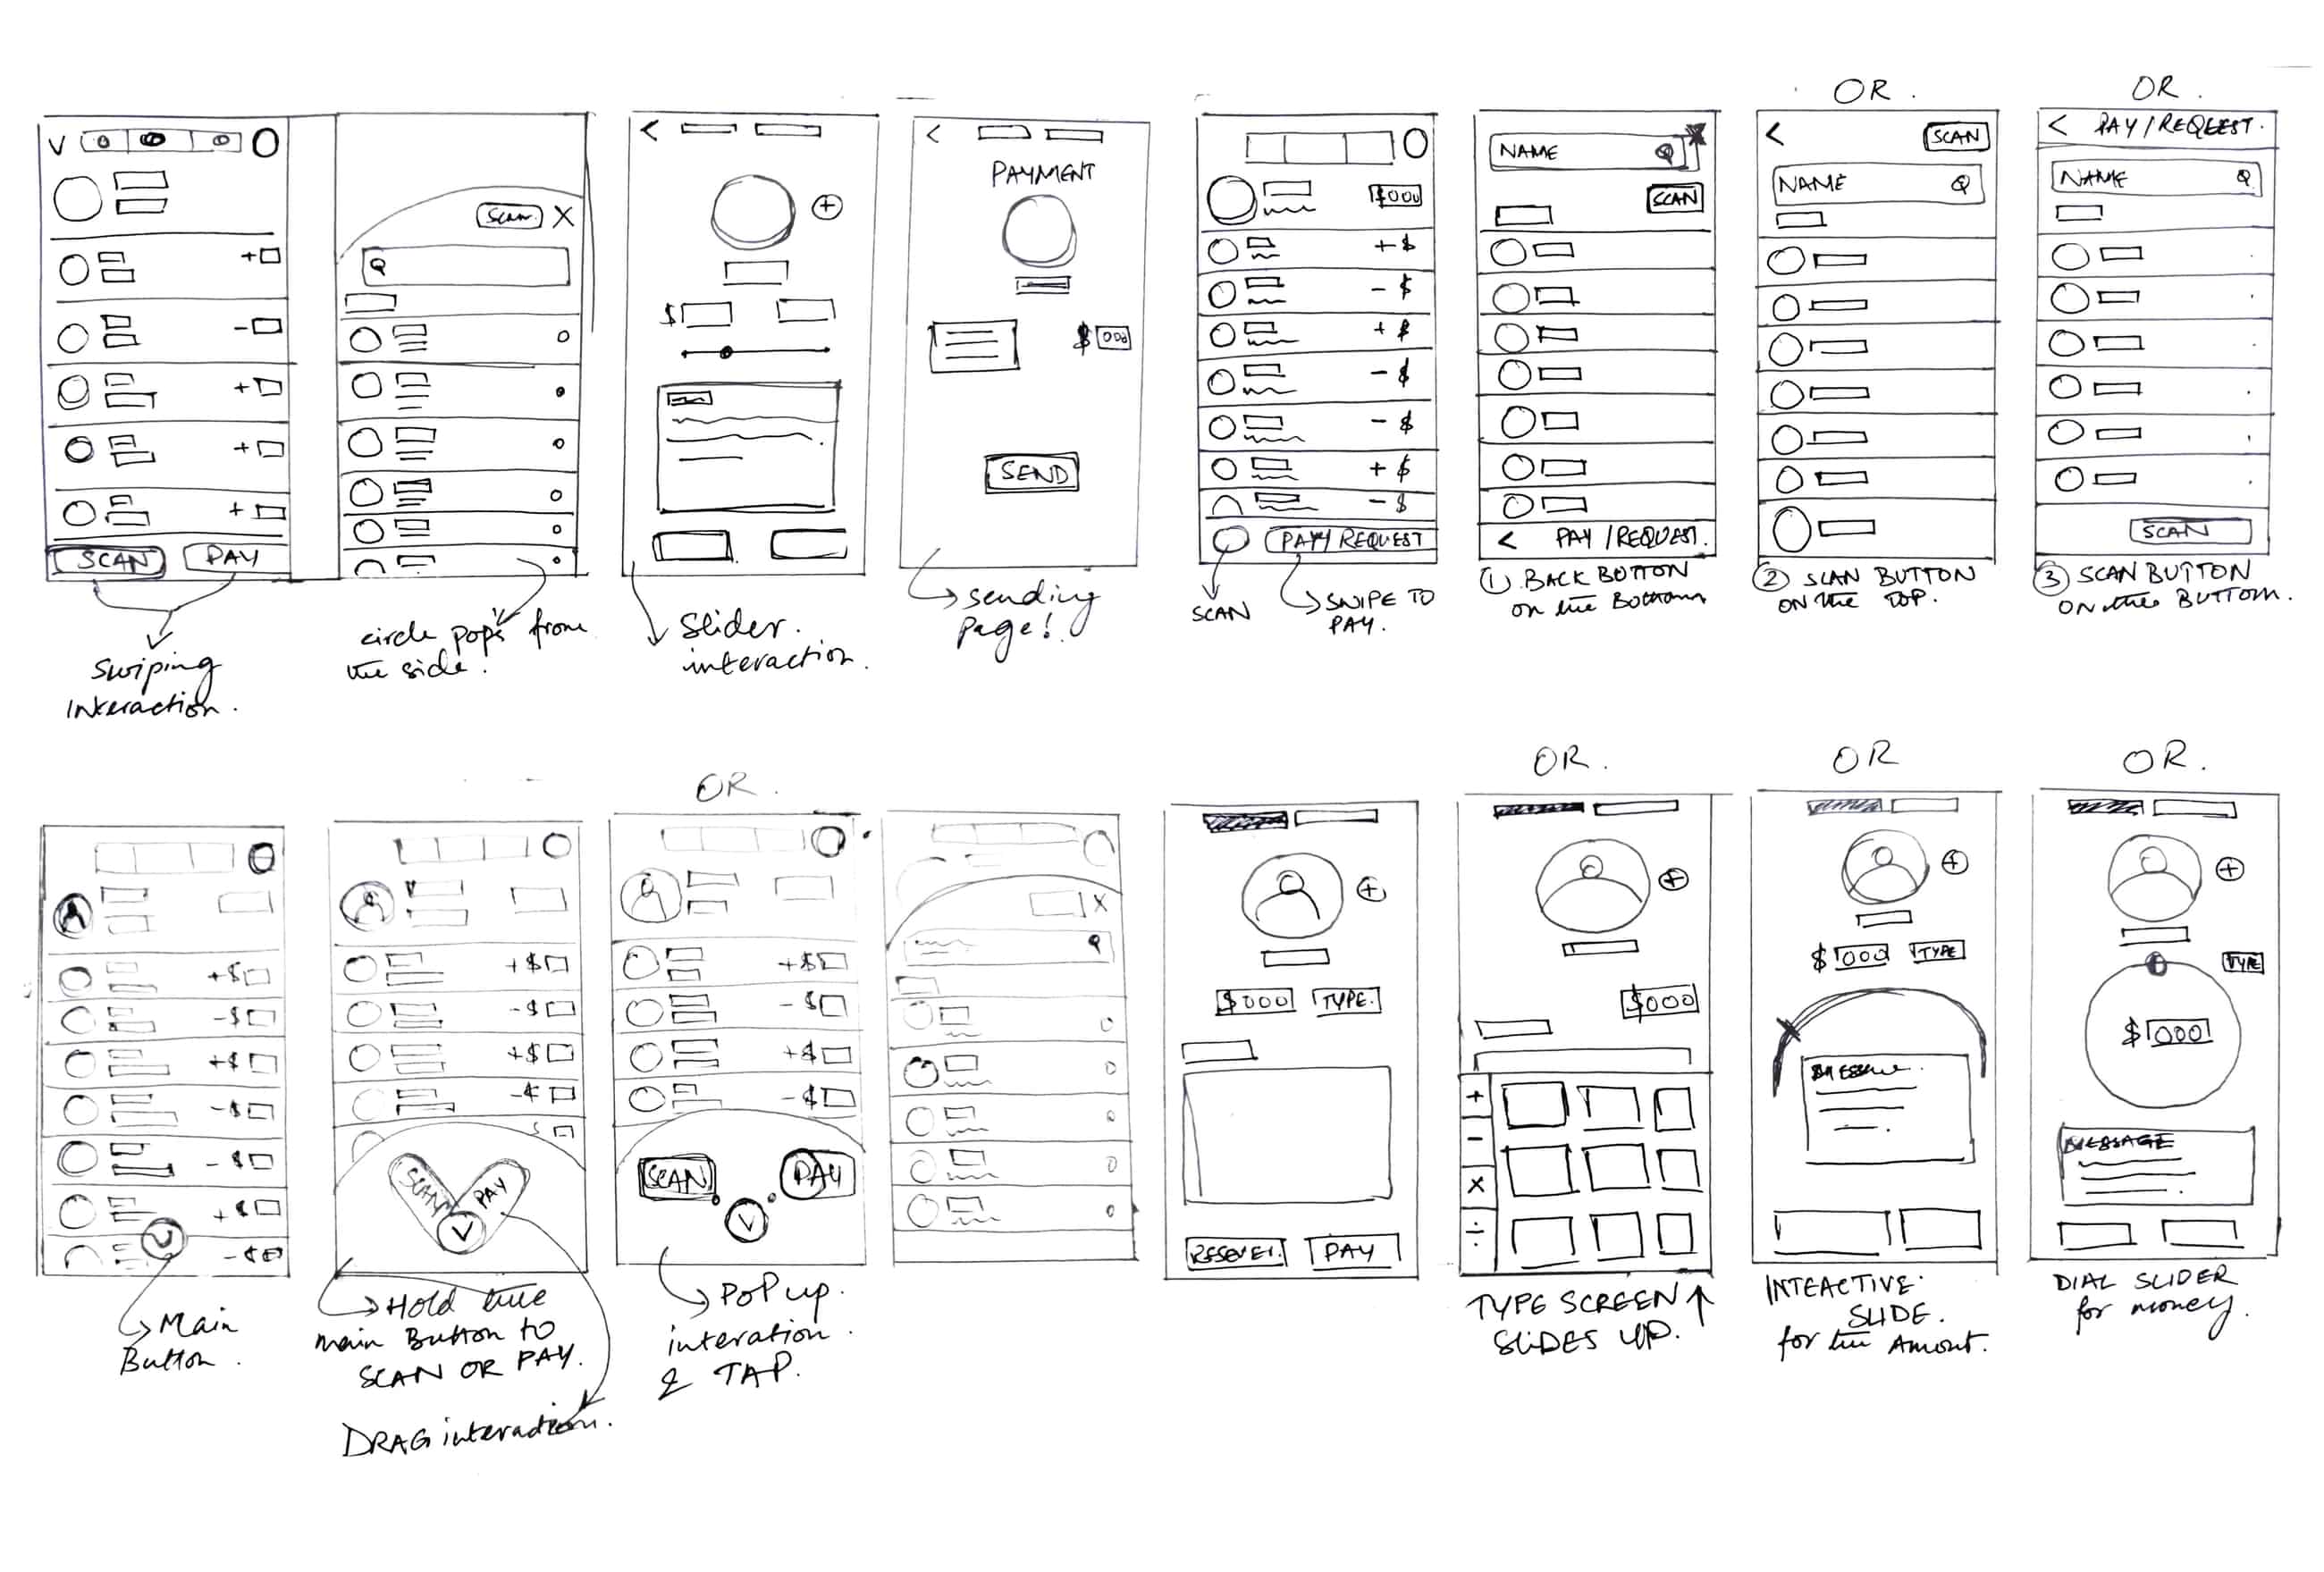 OR.
OR.
V
Scan X
<
<
PAYMENT
$
$ 000
SEND
SCAN
PAY
$000
+ $
- $
+ $
- $
- $
+ $
- $
PAY/REQUEST
NAME
SCAN
< PAY/REQUEST.
<
SCAN
NAME
< PAY/REQEEST.
NAME
SCAN
swiping
interaction.
circle pops from
the side.
Slider.
interaction.
sending
page!
SCAN
SWIPE TO
PAY.
① BACK BUTTON
on the Bottom
② SCAN BUTTON
ON the TOP.
③ SCAN BUTTON
ON the BUTTOM.
OR.
OR.
OR
OR.
+$
-$
+$
-$
-$
+$
-$
V
+$
-$
+$
-$
SCAN
PAY
V
+$
-$
+$
-$
SCAN
PAY
V
X
+
$000
TYPE.
PAY
+
$000
+
-
X
÷
+
$000
TYPE
+
TYPE
$000
MESSAGE
Main
Button.
Hold the
main Button to
SCAN OR PAY.
DRAG interaction.
POP up.
interation
& TAP.
TYPE SCREEN
SLIDES UP.
INTEACTIVE.
SLIDE.
for the Amount.
DIAL SLIDER
for money.